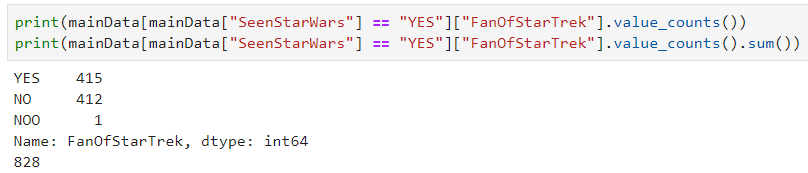 print(mainData[mainData["SeenStarWars"] == "YES"]["FanOfStarTrek"].value_counts())
print(mainData[mainData["SeenStarWars"] == "YES"]["FanOfStarTrek"].value_counts().sum())
YES     415
NO      412
NOO       1
Name: FanOfStarTrek, dtype: int64
828